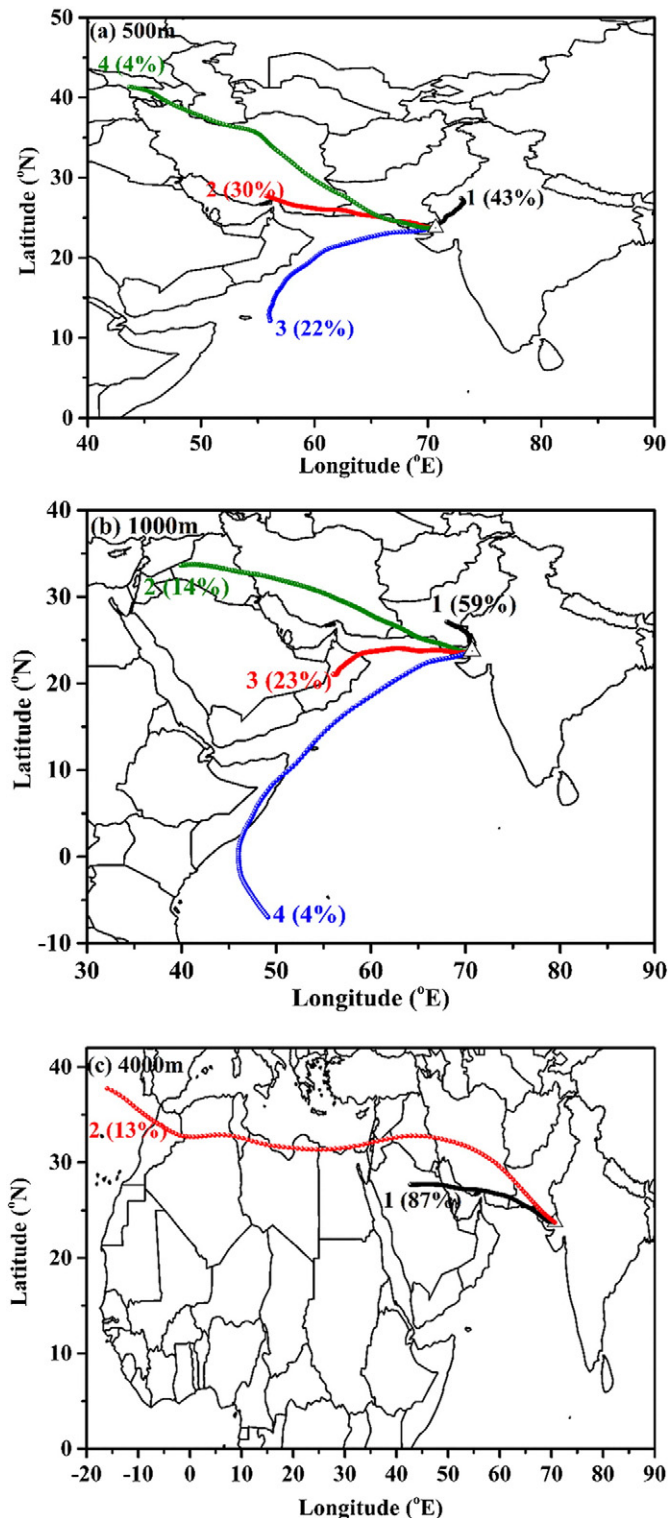 (a) 500m
4 (4%)
2 (30%)
1 (43%)
3 (22%)
50
40
30
20
10
0
Latitude (°N)
40 50 60 70 80 90
Longitude (°E)
(b) 1000m
2 (14%)
1 (59%)
3 (23%)
4 (4%)
40
30
20
10
0
-10
Latitude (°N)
30 40 50 60 70 80 90
Longitude (°E)
(c) 4000m
2 (13%)
1 (87%)
40
30
20
10
0
Latitude (°N)
-20 -10 0 10 20 30 40 50 60 70 80 90
Longitude (°E)